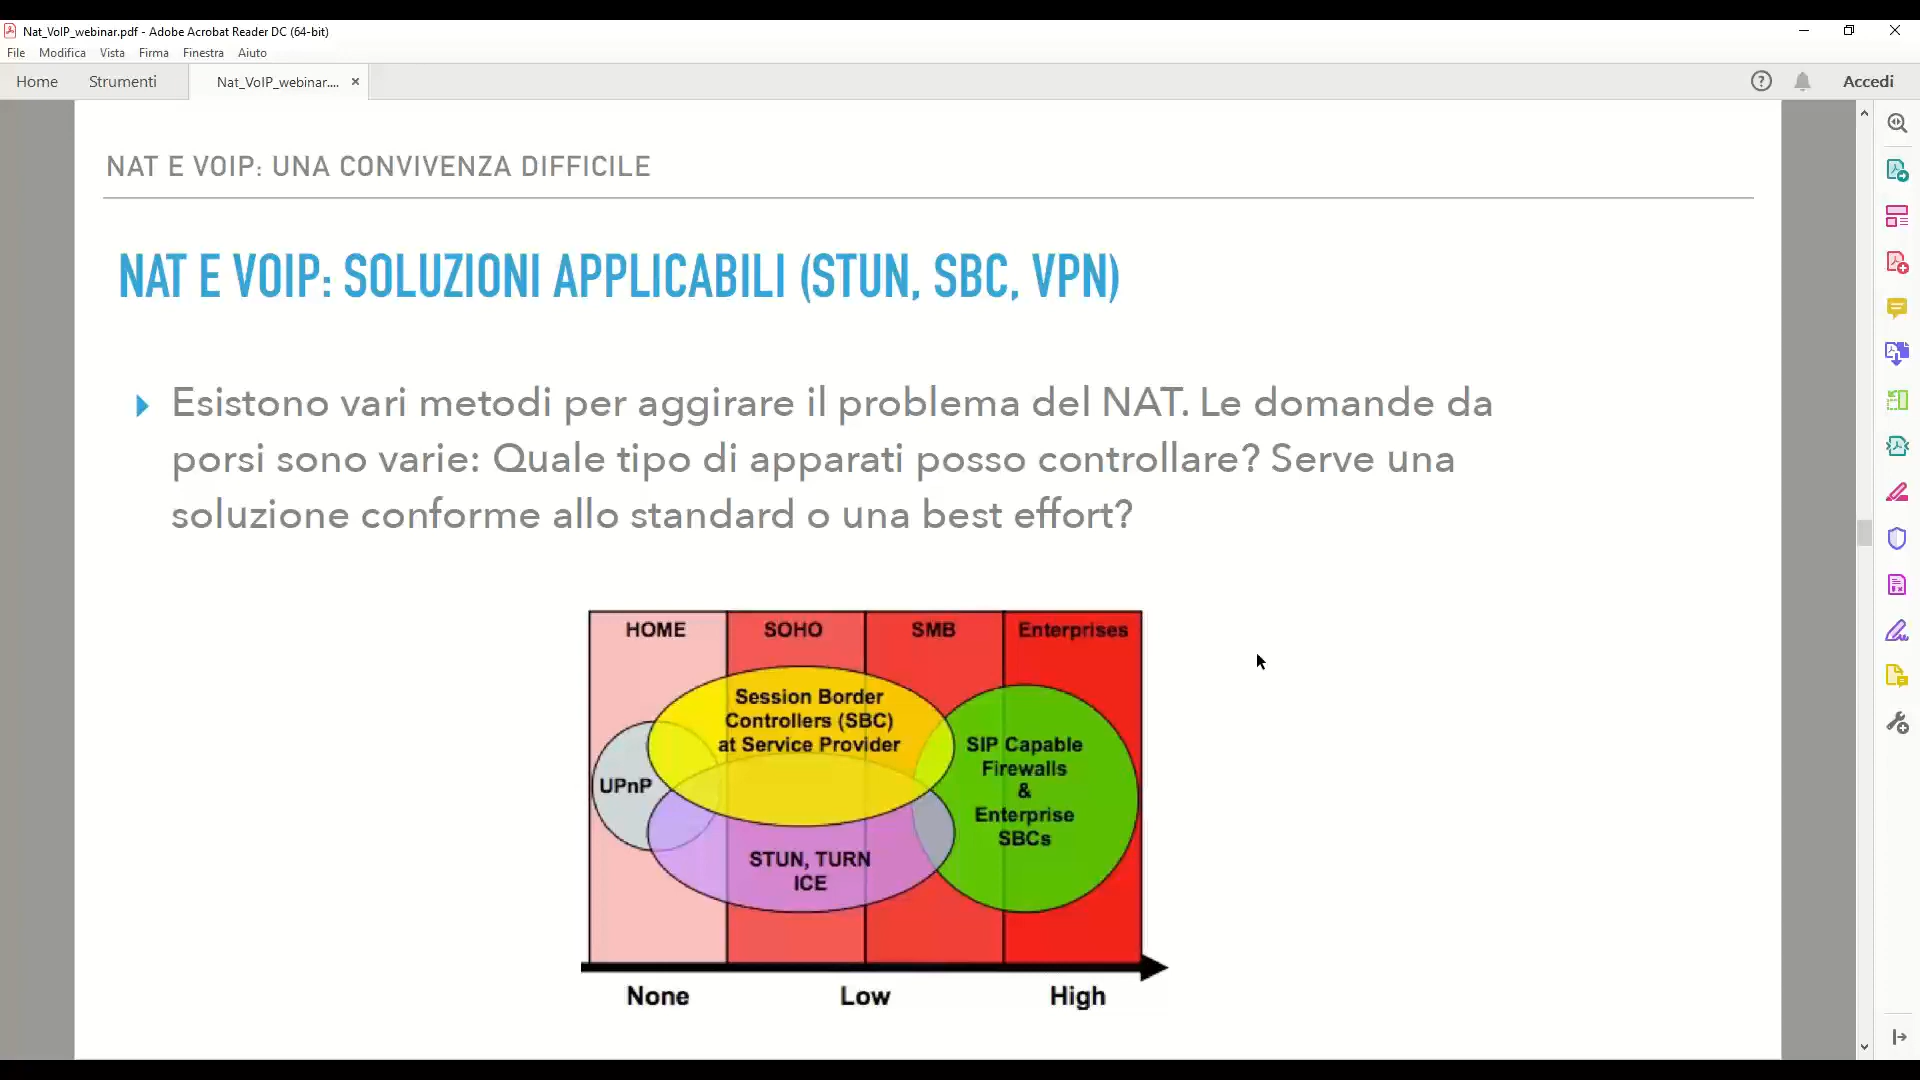 Nat_VoIP_webinar.pdf - Adobe Acrobat Reader DC (64-bit)
File Modifica Vista Firma Finestra Aiuto
Home Strumenti Nat_VoIP_webinar.... × Accedi
NAT E VOIP: UNA CONVIVENZA DIFFICILE
NAT E VOIP: SOLUZIONI APPLICABILI (STUN, SBC, VPN)
Esistono vari metodi per aggirare il problema del NAT. Le domande da
porsi sono varie: Quale tipo di apparati posso controllare? Serve una
soluzione conforme allo standard o una best effort?
HOME SOHO SMB Enterprises
Session Border
Controllers (SBC)
at Service Provider
UPnP
SIP Capable
Firewalls
&
Enterprise
SBCs
STUN, TURN
ICE
None Low High